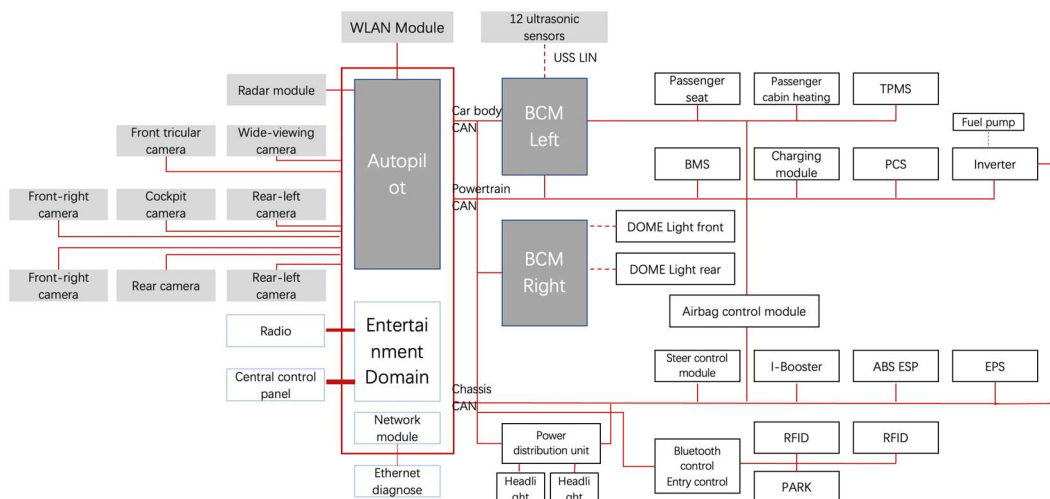 WLAN Module
12 ultrasonic
sensors
USS LIN
Radar module
Front tricular
camera
Wide-viewing
camera
Front-right
camera
Cockpit
camera
Rear-left
camera
Front-right
camera
Rear camera
Rear-left
camera
Radio
Central control
panel
Autopil
ot
Entertai
nment
Domain
Network
module
Ethernet
diagnose
Car body
CAN
Powertrain
CAN
Chassis
CAN
BCM
Left
BCM
Right
Passenger
seat
Passenger
cabin heating
TPMS
Fuel pump
BMS
Charging
module
PCS
Inverter
DOME Light front
DOME Light rear
Airbag control module
Steer control
module
I-Booster
ABS ESP
EPS
Power
distribution unit
Headli
ght
Headli
ght
Bluetooth
control
Entry control
RFID
RFID
PARK